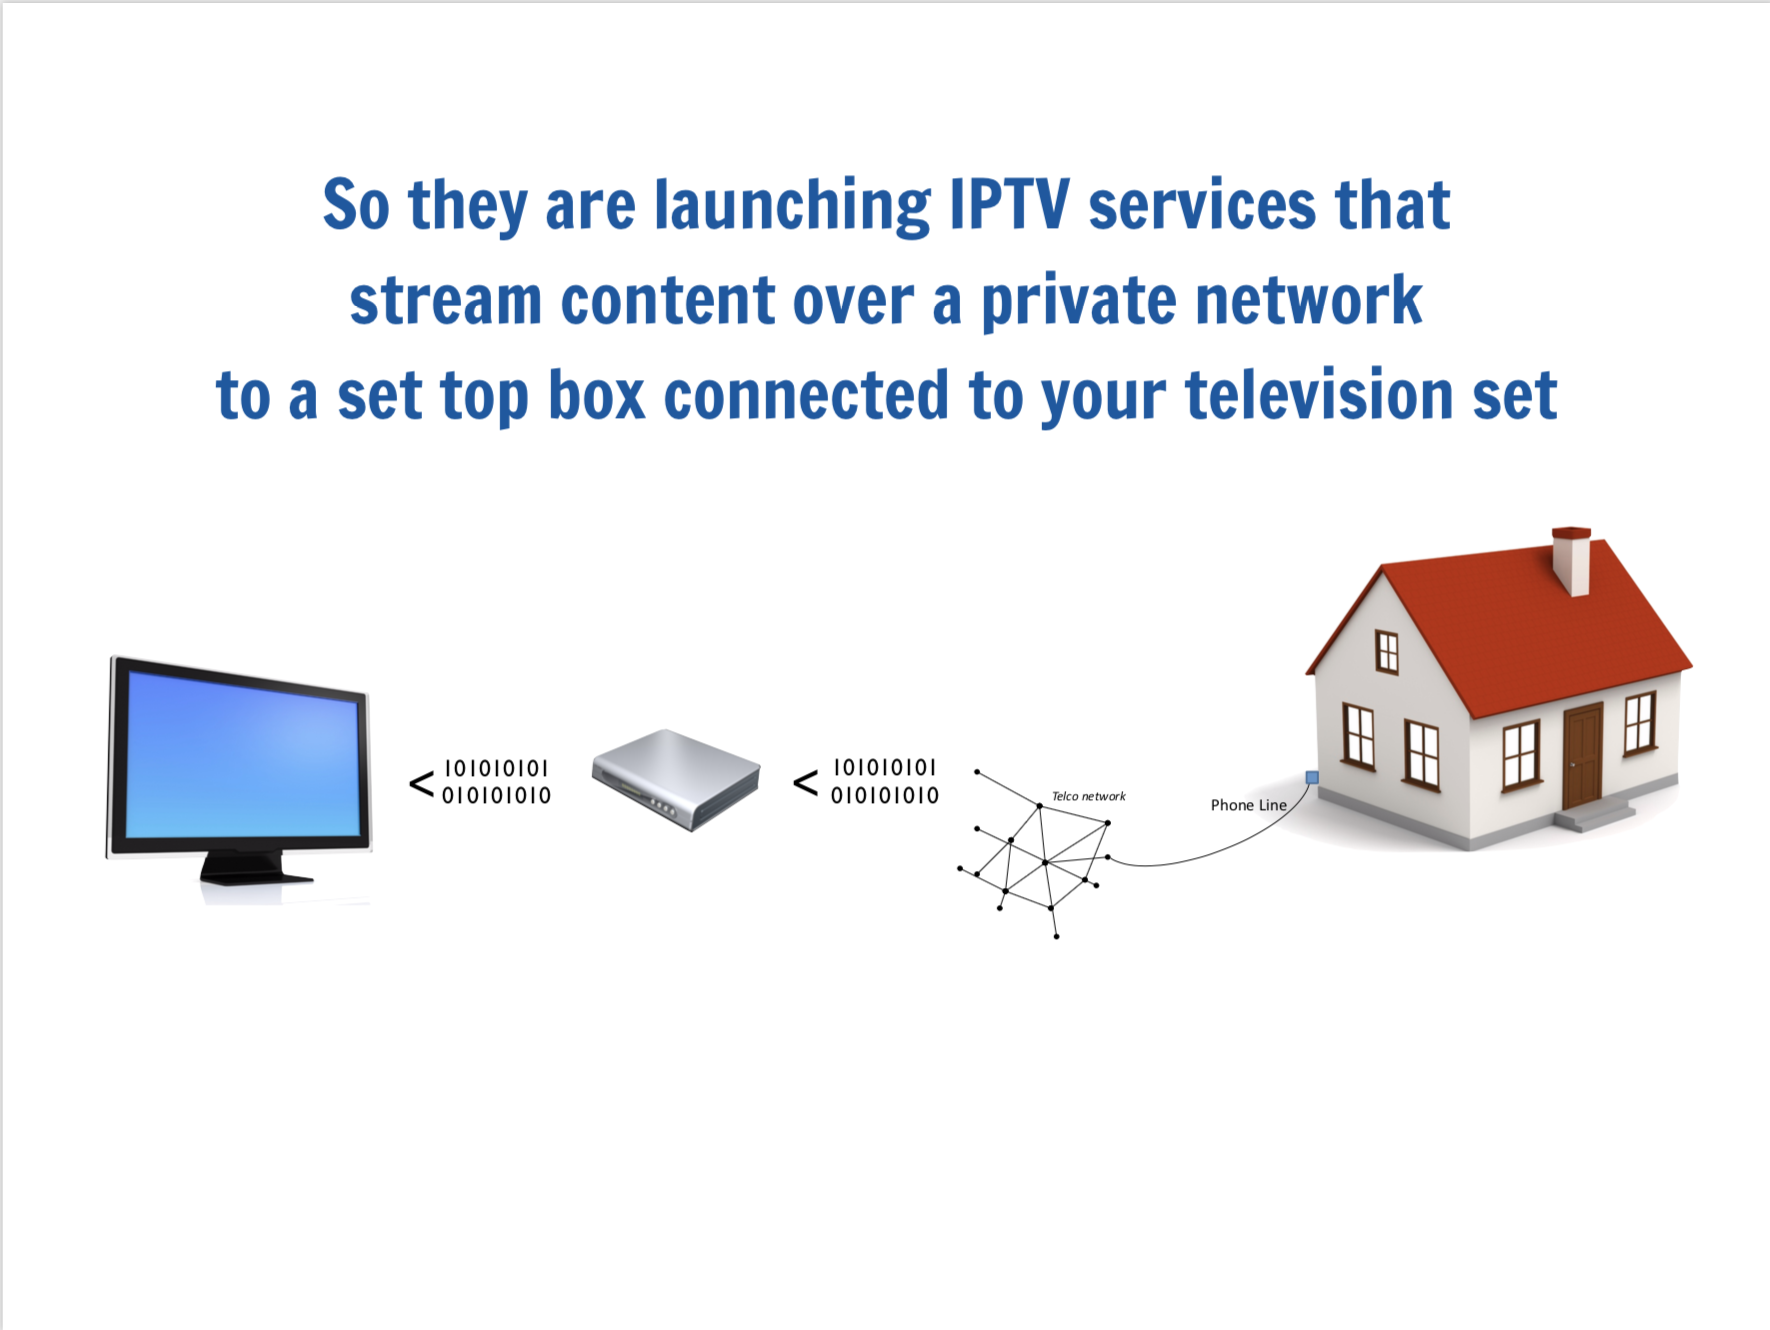 So they are launching IPTV services that
stream content over a private network
to a set top box connected to your television set
< 101010101
010101010
< 101010101
010101010
Telco network
Phone Line